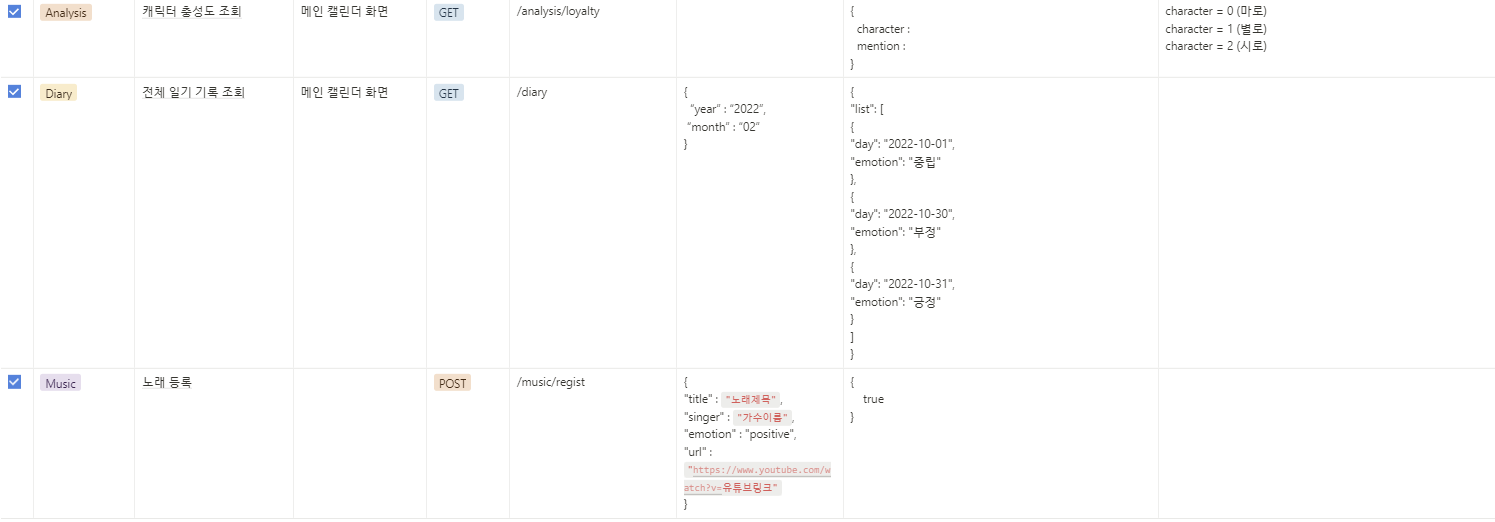 Analysis
캐릭터 충성도 조회
메인 캘린더 화면
GET
/analysis/loyalty
{
character :
mention :
}
character = 0 (마로)
character = 1 (별로)
character = 2 (시로)
Diary
전체 일기 기록 조회
메인 캘린더 화면
GET
/diary
{
“year” : “2022”,
“month” : “02”
}
{
"list": [
{
"day": "2022-10-01",
"emotion": "중립"
},
{
"day": "2022-10-30",
"emotion": "부정"
},
{
"day": "2022-10-31",
"emotion": "긍정"
}
]
}
Music
노래 등록
POST
/music/regist
{
"title" : "노래제목",
"singer" : "가수이름",
"emotion" : "positive",
"url" :
"https://www.youtube.com/w
atch?v=유튜브링크"
}
{
true
}